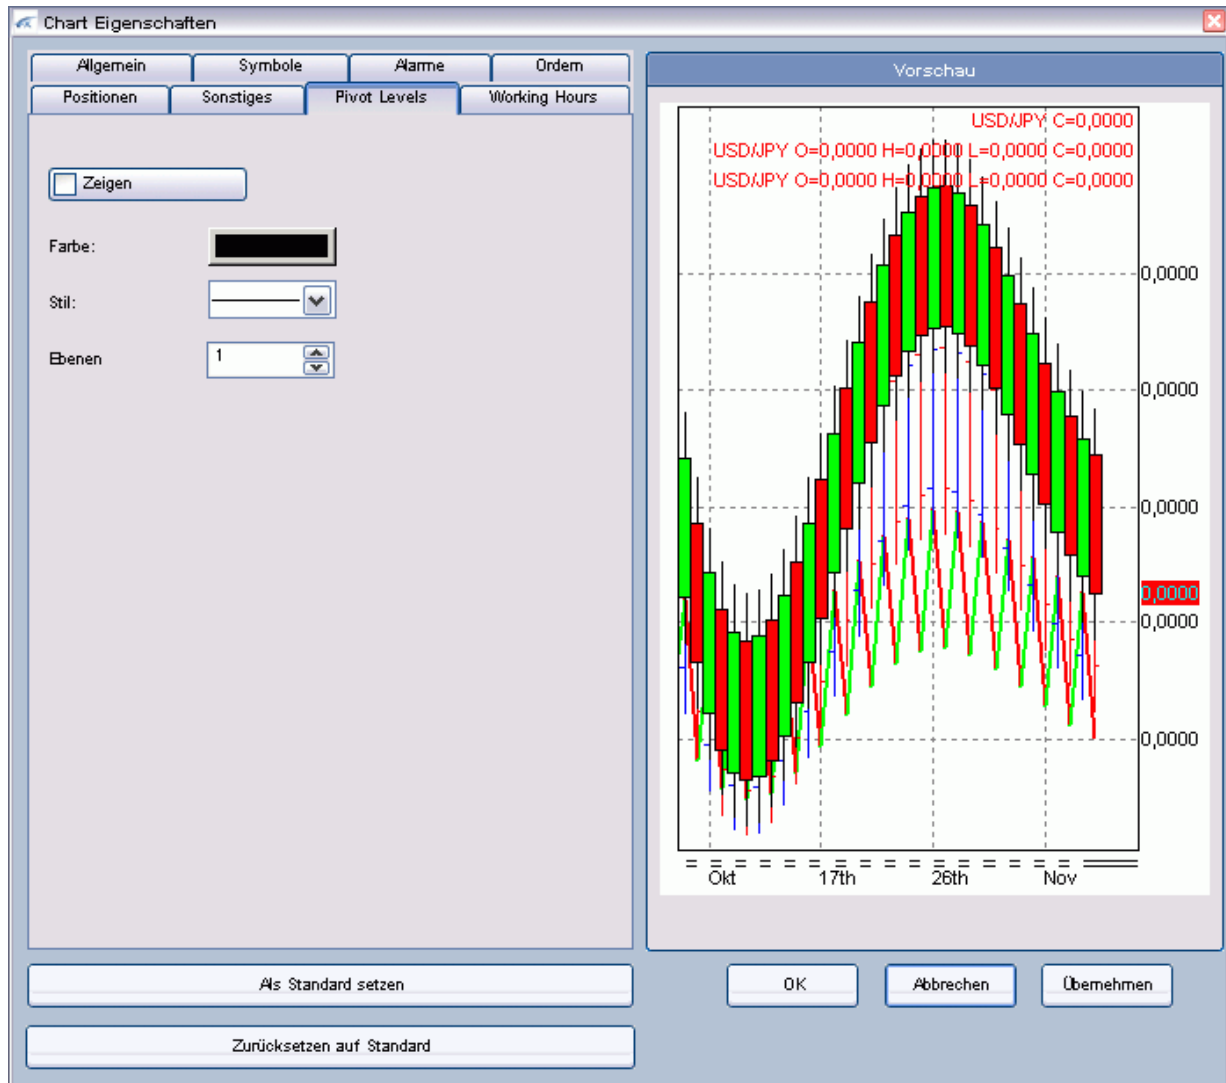 Chart Eigenschaften
Allgemein Symbole Alarme Ordern
Positionen Sonstiges Pivot Levels Working Hours
Zeigen
Farbe:
Stil:
Ebenen 1
Vorschau
USD/JPY C=0,0000
USD/JPY O=0,0000 H=0,0000 L=0,0000 C=0,0000
USD/JPY O=0,0000 H=0,0000 L=0,0000 C=0,0000
0,0000
0,0000
0,0000
0,0000
0,0000
0,0000
Okt 17th 26th Nov
Als Standard setzen
OK Abbrechen Übernehmen
Zurücksetzen auf Standard